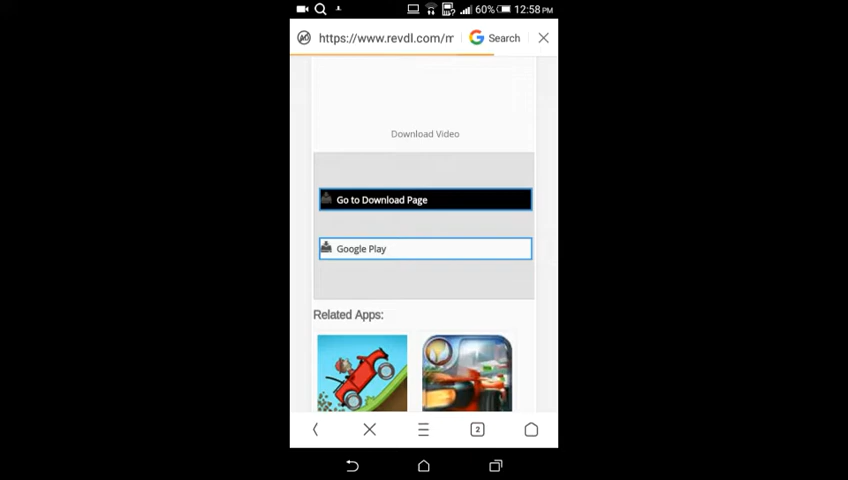 60% 12:58 PM
https://www.revdl.com/m Search
Download Video
Go to Download Page
Google Play
Related Apps:
2